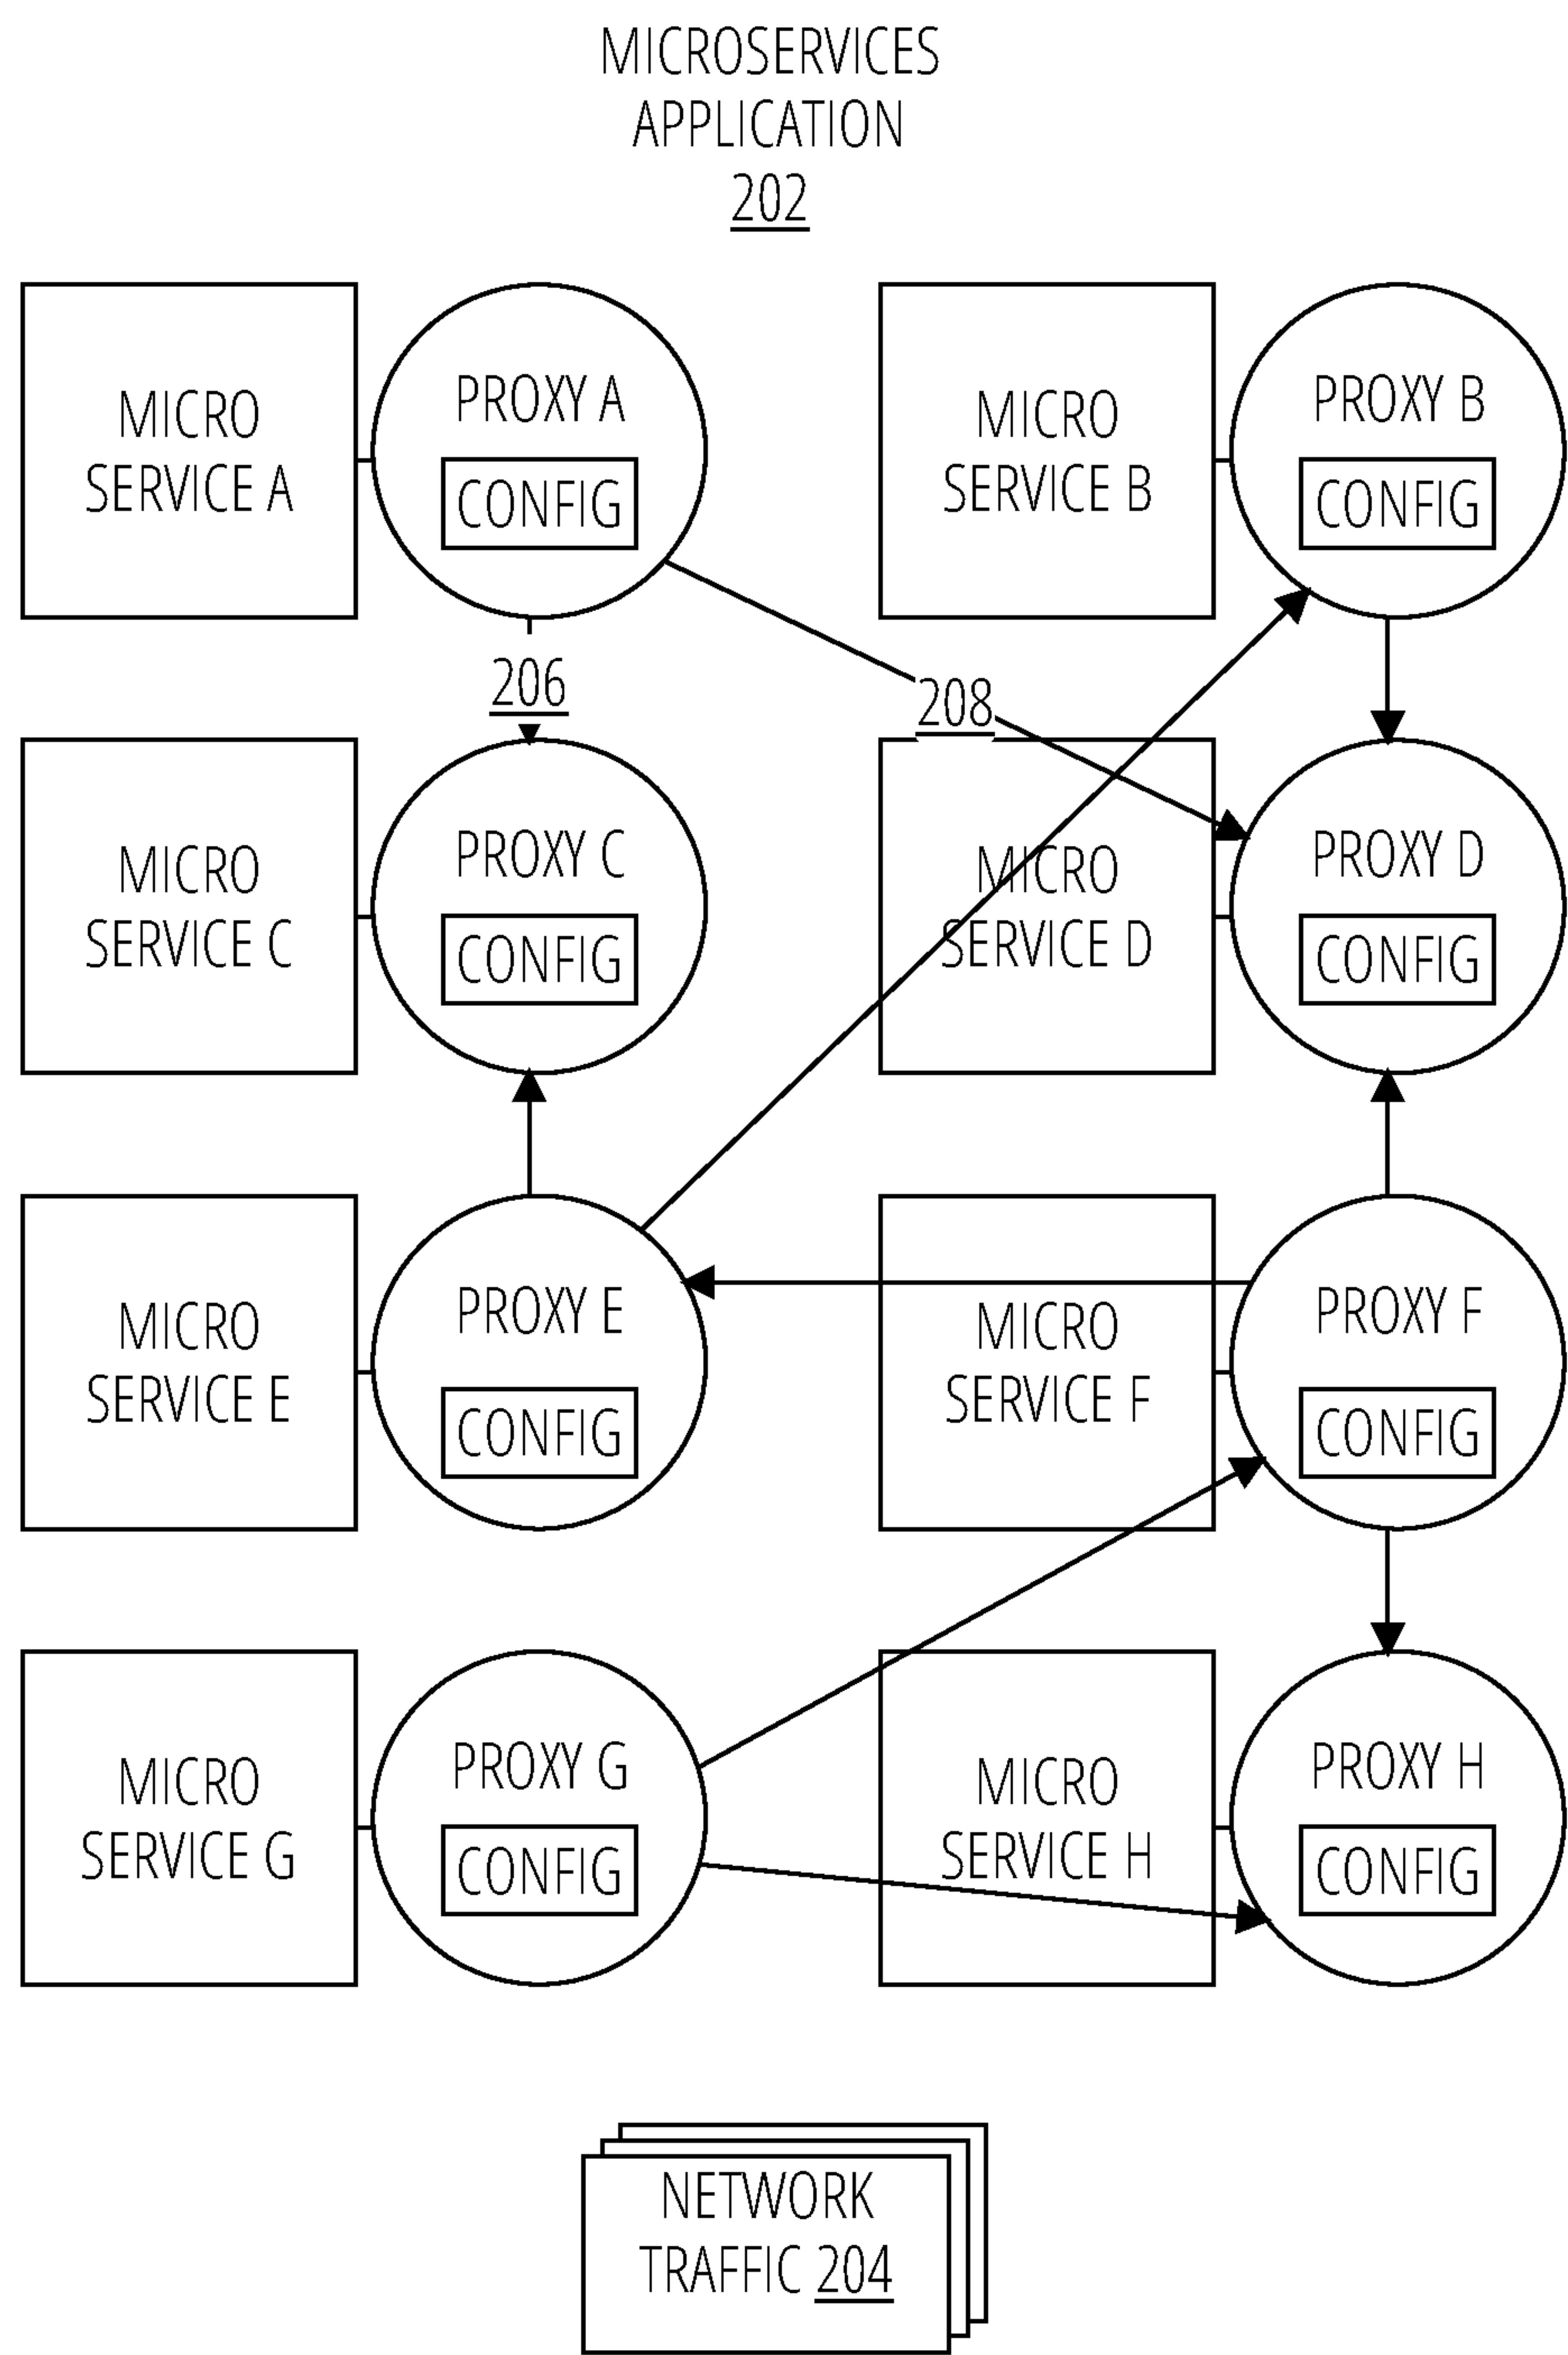 MICROSERVICES
APPLICATION
202
MICRO
SERVICE A
PROXY A
CONFIG
MICRO
SERVICE B
PROXY B
CONFIG
206
208
MICRO
SERVICE C
PROXY C
CONFIG
MICRO
SERVICE D
PROXY D
CONFIG
MICRO
SERVICE E
PROXY E
CONFIG
MICRO
SERVICE F
PROXY F
CONFIG
MICRO
SERVICE G
PROXY G
CONFIG
MICRO
SERVICE H
PROXY H
CONFIG
NETWORK
TRAFFIC 204